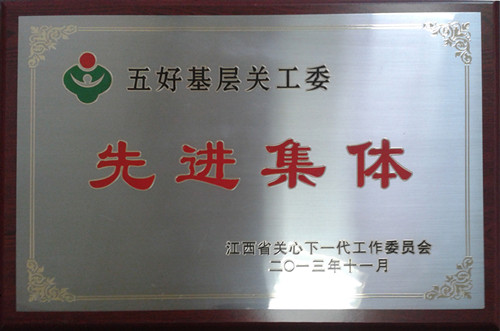 五好基层关工委
先进集体
江西省关心下一代工作委员会
二〇一三年十一月